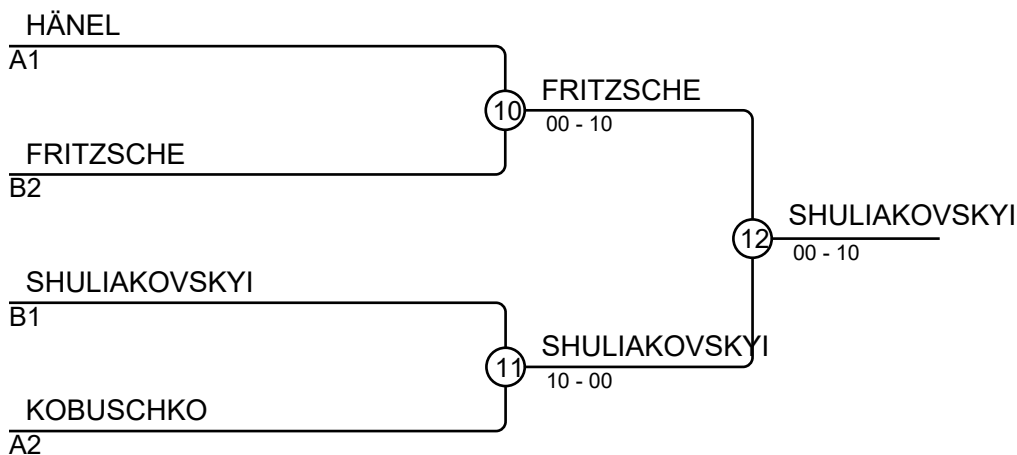 HÄNEL
A1
10
FRITZSCHE
00 - 10
FRITZSCHE
B2
12
SHULIAKOVSKYI
00 - 10
SHULIAKOVSKYI
B1
11
SHULIAKOVSKYI
10 - 00
KOBUSCHKO
A2